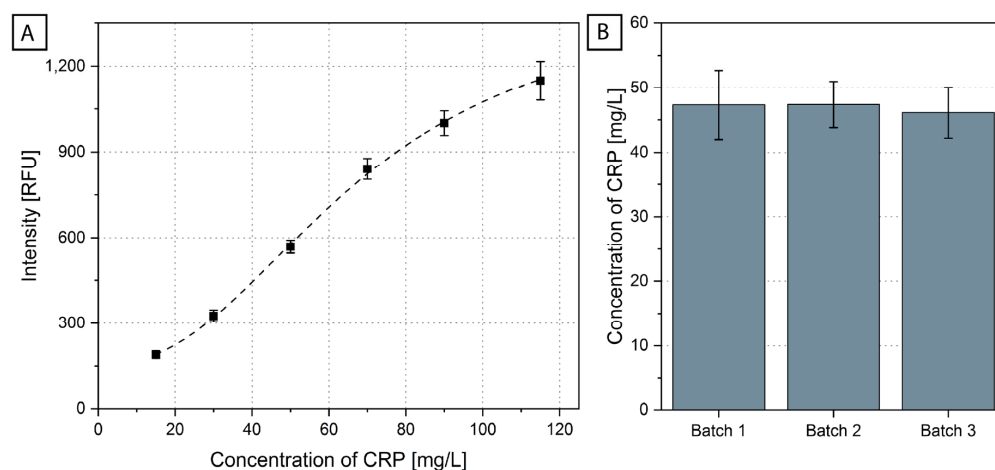 A
Intensity [RFU]
1,200
900
600
300
0
0 20 40 60 80 100 120
Concentration of CRP [mg/L]
B
Concentration of CRP [mg/L]
60
50
40
30
20
10
0
Batch 1 Batch 2 Batch 3